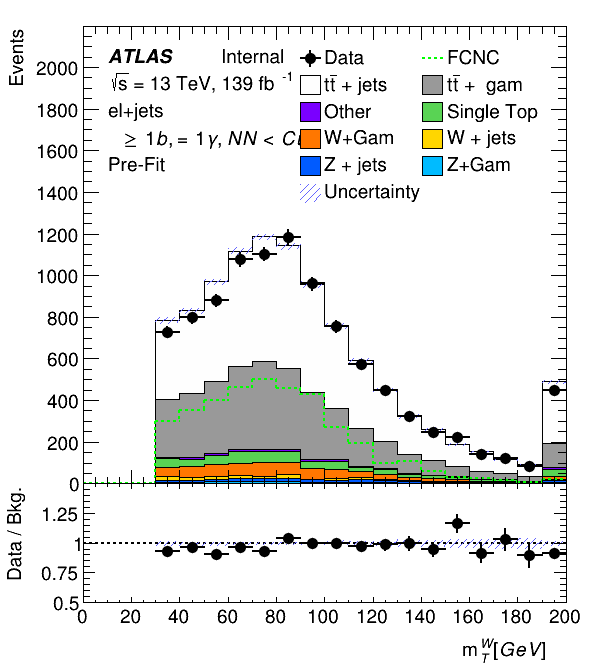 Events
2000
1800
1600
1400
1200
1000
800
600
400
200
0
ATLAS Internal
√s = 13 TeV, 139 fb⁻¹
el+jets
≥ 1b, = 1γ, NN <
Pre-Fit
Data
FCNC
tt̄ + jets
tt̄ + gam
Other
Single Top
W+Gam
W + jets
Z + jets
Z+Gam
Uncertainty
Data / Bkg.
1.25
1
0.75
0.5
0 20 40 60 80 100 120 140 160 180 200
m_T^W[GeV]